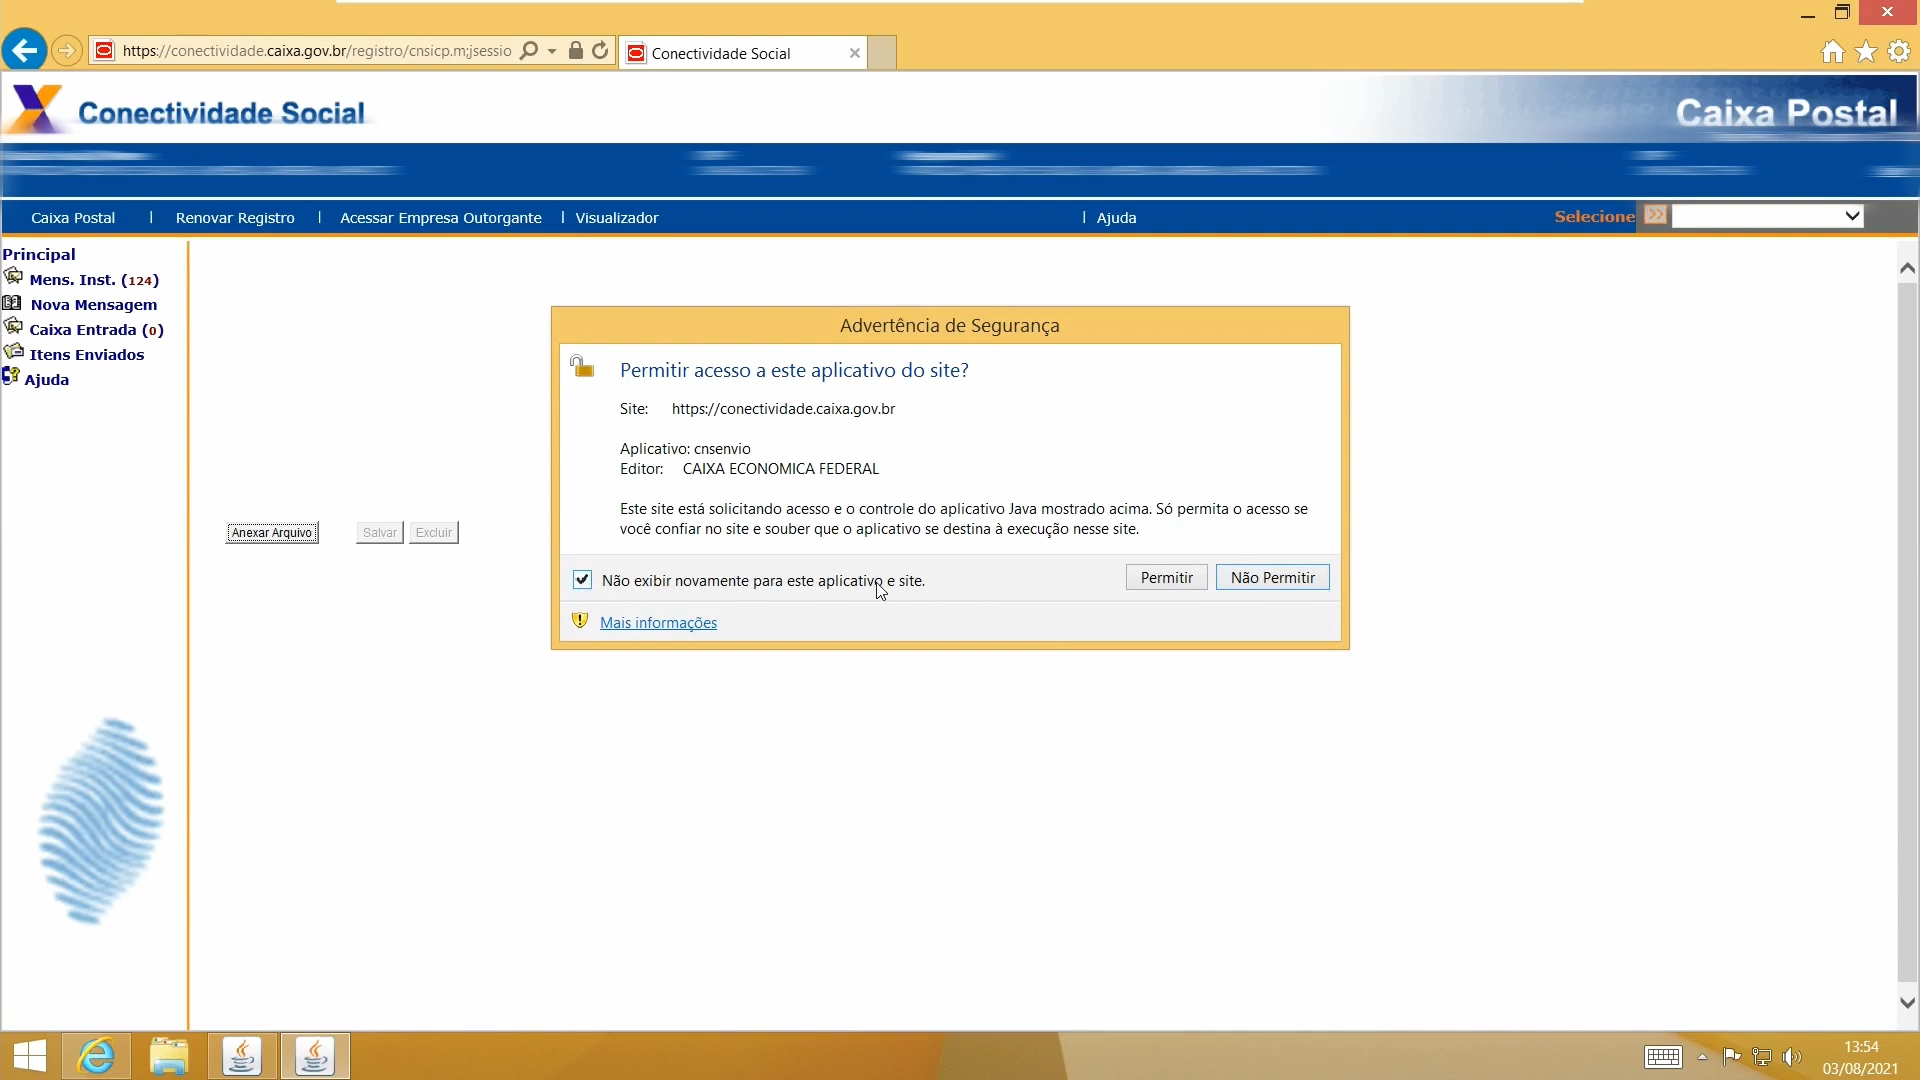 https://conectividade.caixa.gov.br/registro/cnsicp.m;jsessio
Conectividade Social
Conectividade Social
Caixa Postal
Caixa Postal | Renovar Registro | Acessar Empresa Outorgante | Visualizador | Ajuda
Selecione
Principal
Mens. Inst. (124)
Nova Mensagem
Caixa Entrada (0)
Itens Enviados
Ajuda
Anexar Arquivo
Salvar
Excluir
Advertência de Segurança
Permitir acesso a este aplicativo do site?
Site: https://conectividade.caixa.gov.br
Aplicativo: cnsenvio
Editor: CAIXA ECONOMICA FEDERAL
Este site está solicitando acesso e o controle do aplicativo Java mostrado acima. Só permita o acesso se
você confiar no site e souber que o aplicativo se destina à execução nesse site.
Não exibir novamente para este aplicativo e site.
Permitir
Não Permitir
Mais informações
13:54
03/08/2021